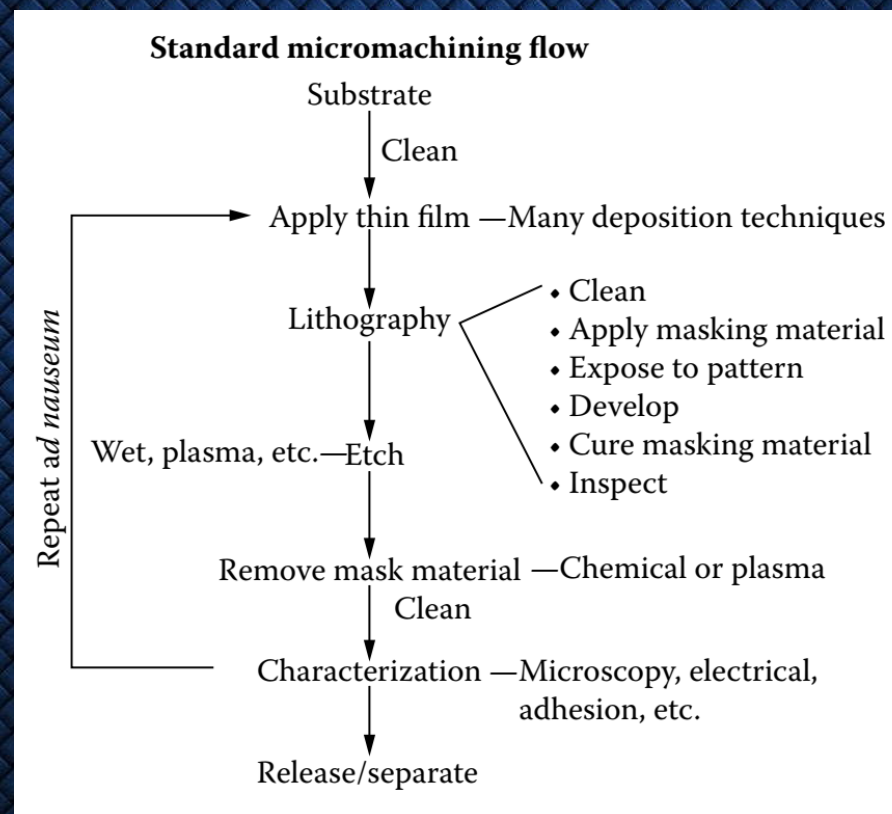 Standard micromachining flow
Substrate
Clean
Apply thin film —Many deposition techniques
Lithography
• Clean
• Apply masking material
• Expose to pattern
• Develop
• Cure masking material
• Inspect
Wet, plasma, etc.—Etch
Remove mask material —Chemical or plasma
Clean
Characterization —Microscopy, electrical,
adhesion, etc.
Release/separate
Repeat ad nauseum